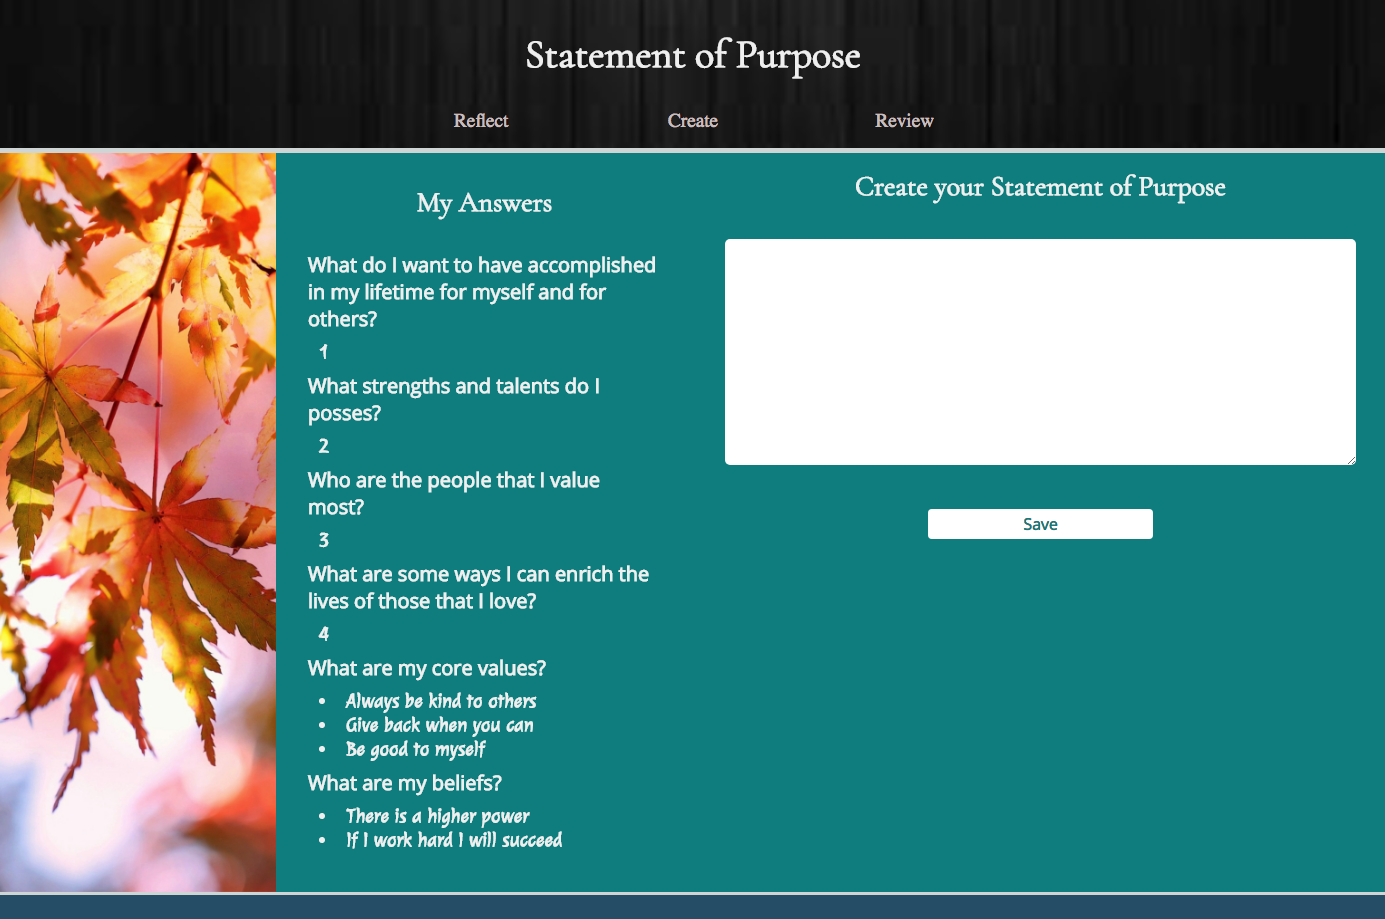 Statement of Purpose
Reflect
Create
Review
My Answers
What do I want to have accomplished
in my lifetime for myself and for
others?
1
What strengths and talents do I
posses?
2
Who are the people that I value
most?
3
What are some ways I can enrich the
lives of those that I love?
4
What are my core values?
• Always be kind to others
• Give back when you can
• Be good to myself
What are my beliefs?
• There is a higher power
• If I work hard I will succeed
Create your Statement of Purpose
Save